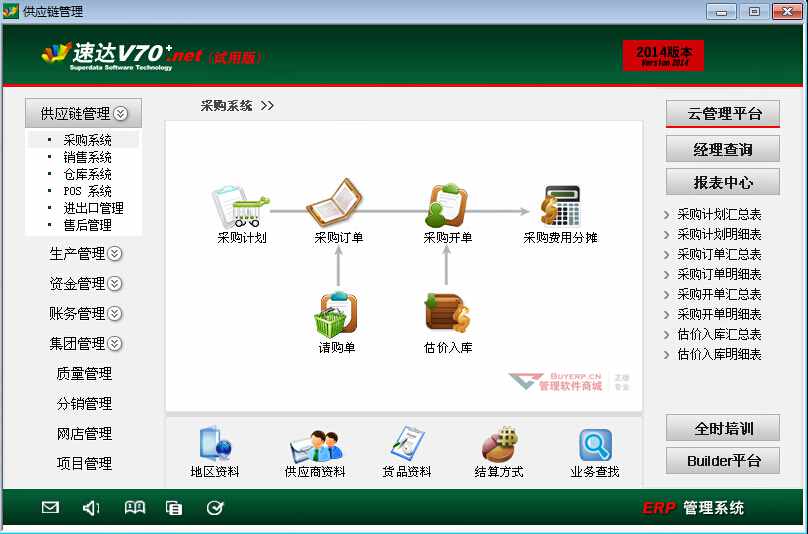 供应链管理
速达V70+.net (试用版)
Superdata Software Technology
2014版本
Version 2014
供应链管理
· 采购系统
· 销售系统
· 仓库系统
· POS 系统
· 进出口管理
· 售后管理
生产管理
资金管理
账务管理
集团管理
质量管理
分销管理
网店管理
项目管理
采购系统 >>
采购计划
采购订单
采购开单
采购费用分摊
请购单
估价入库
BUYERP.CN
管理软件商城
正版
专业
地区资料
供应商资料
货品资料
结算方式
业务查找
云管理平台
经理查询
报表中心
采购计划汇总表
采购计划明细表
采购订单汇总表
采购订单明细表
采购开单汇总表
采购开单明细表
估价入库汇总表
估价入库明细表
全时培训
Builder平台
ERP 管理系统